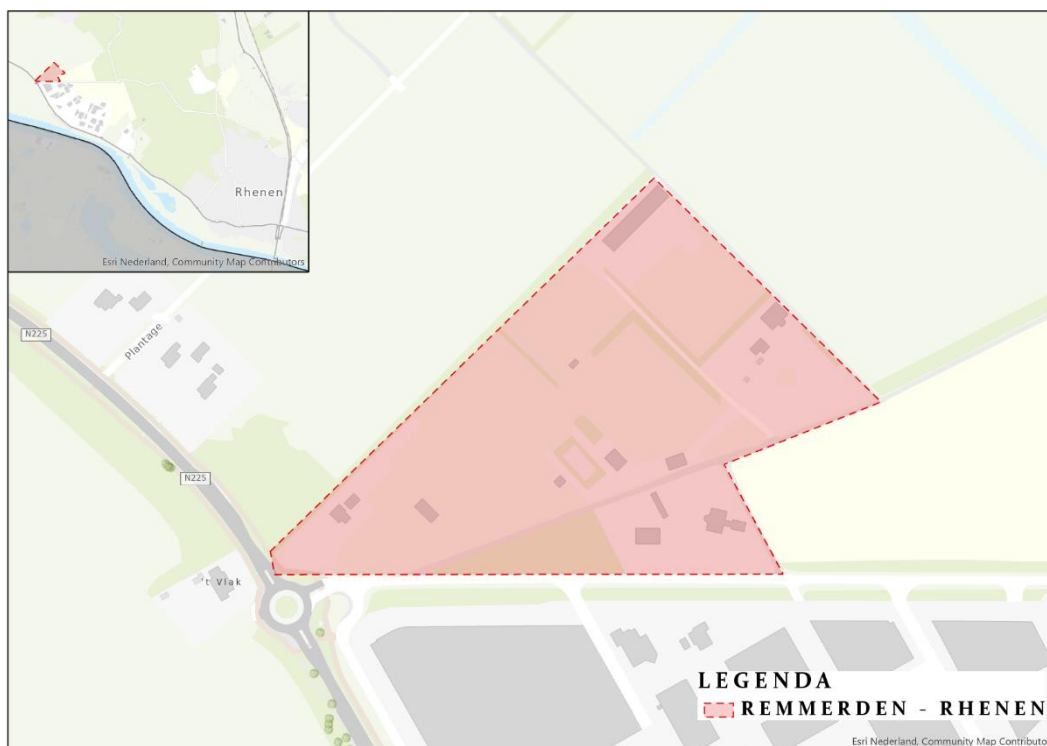 Rhenen
Esri Nederland, Community Map Contributors
N225
Plantage
N225
't Vlak
LEGENDA
REMMERDEN - RHENEN
Esri Nederland, Community Map Contributo